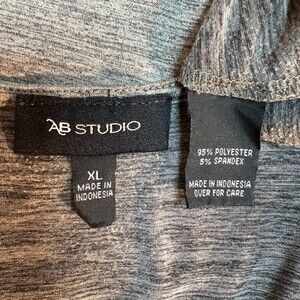 AB STUDIO
XL
MADE IN
INDONESIA
95% POLYESTER
5% SPANDEX
MADE IN INDONESIA
OVER FOR CARE